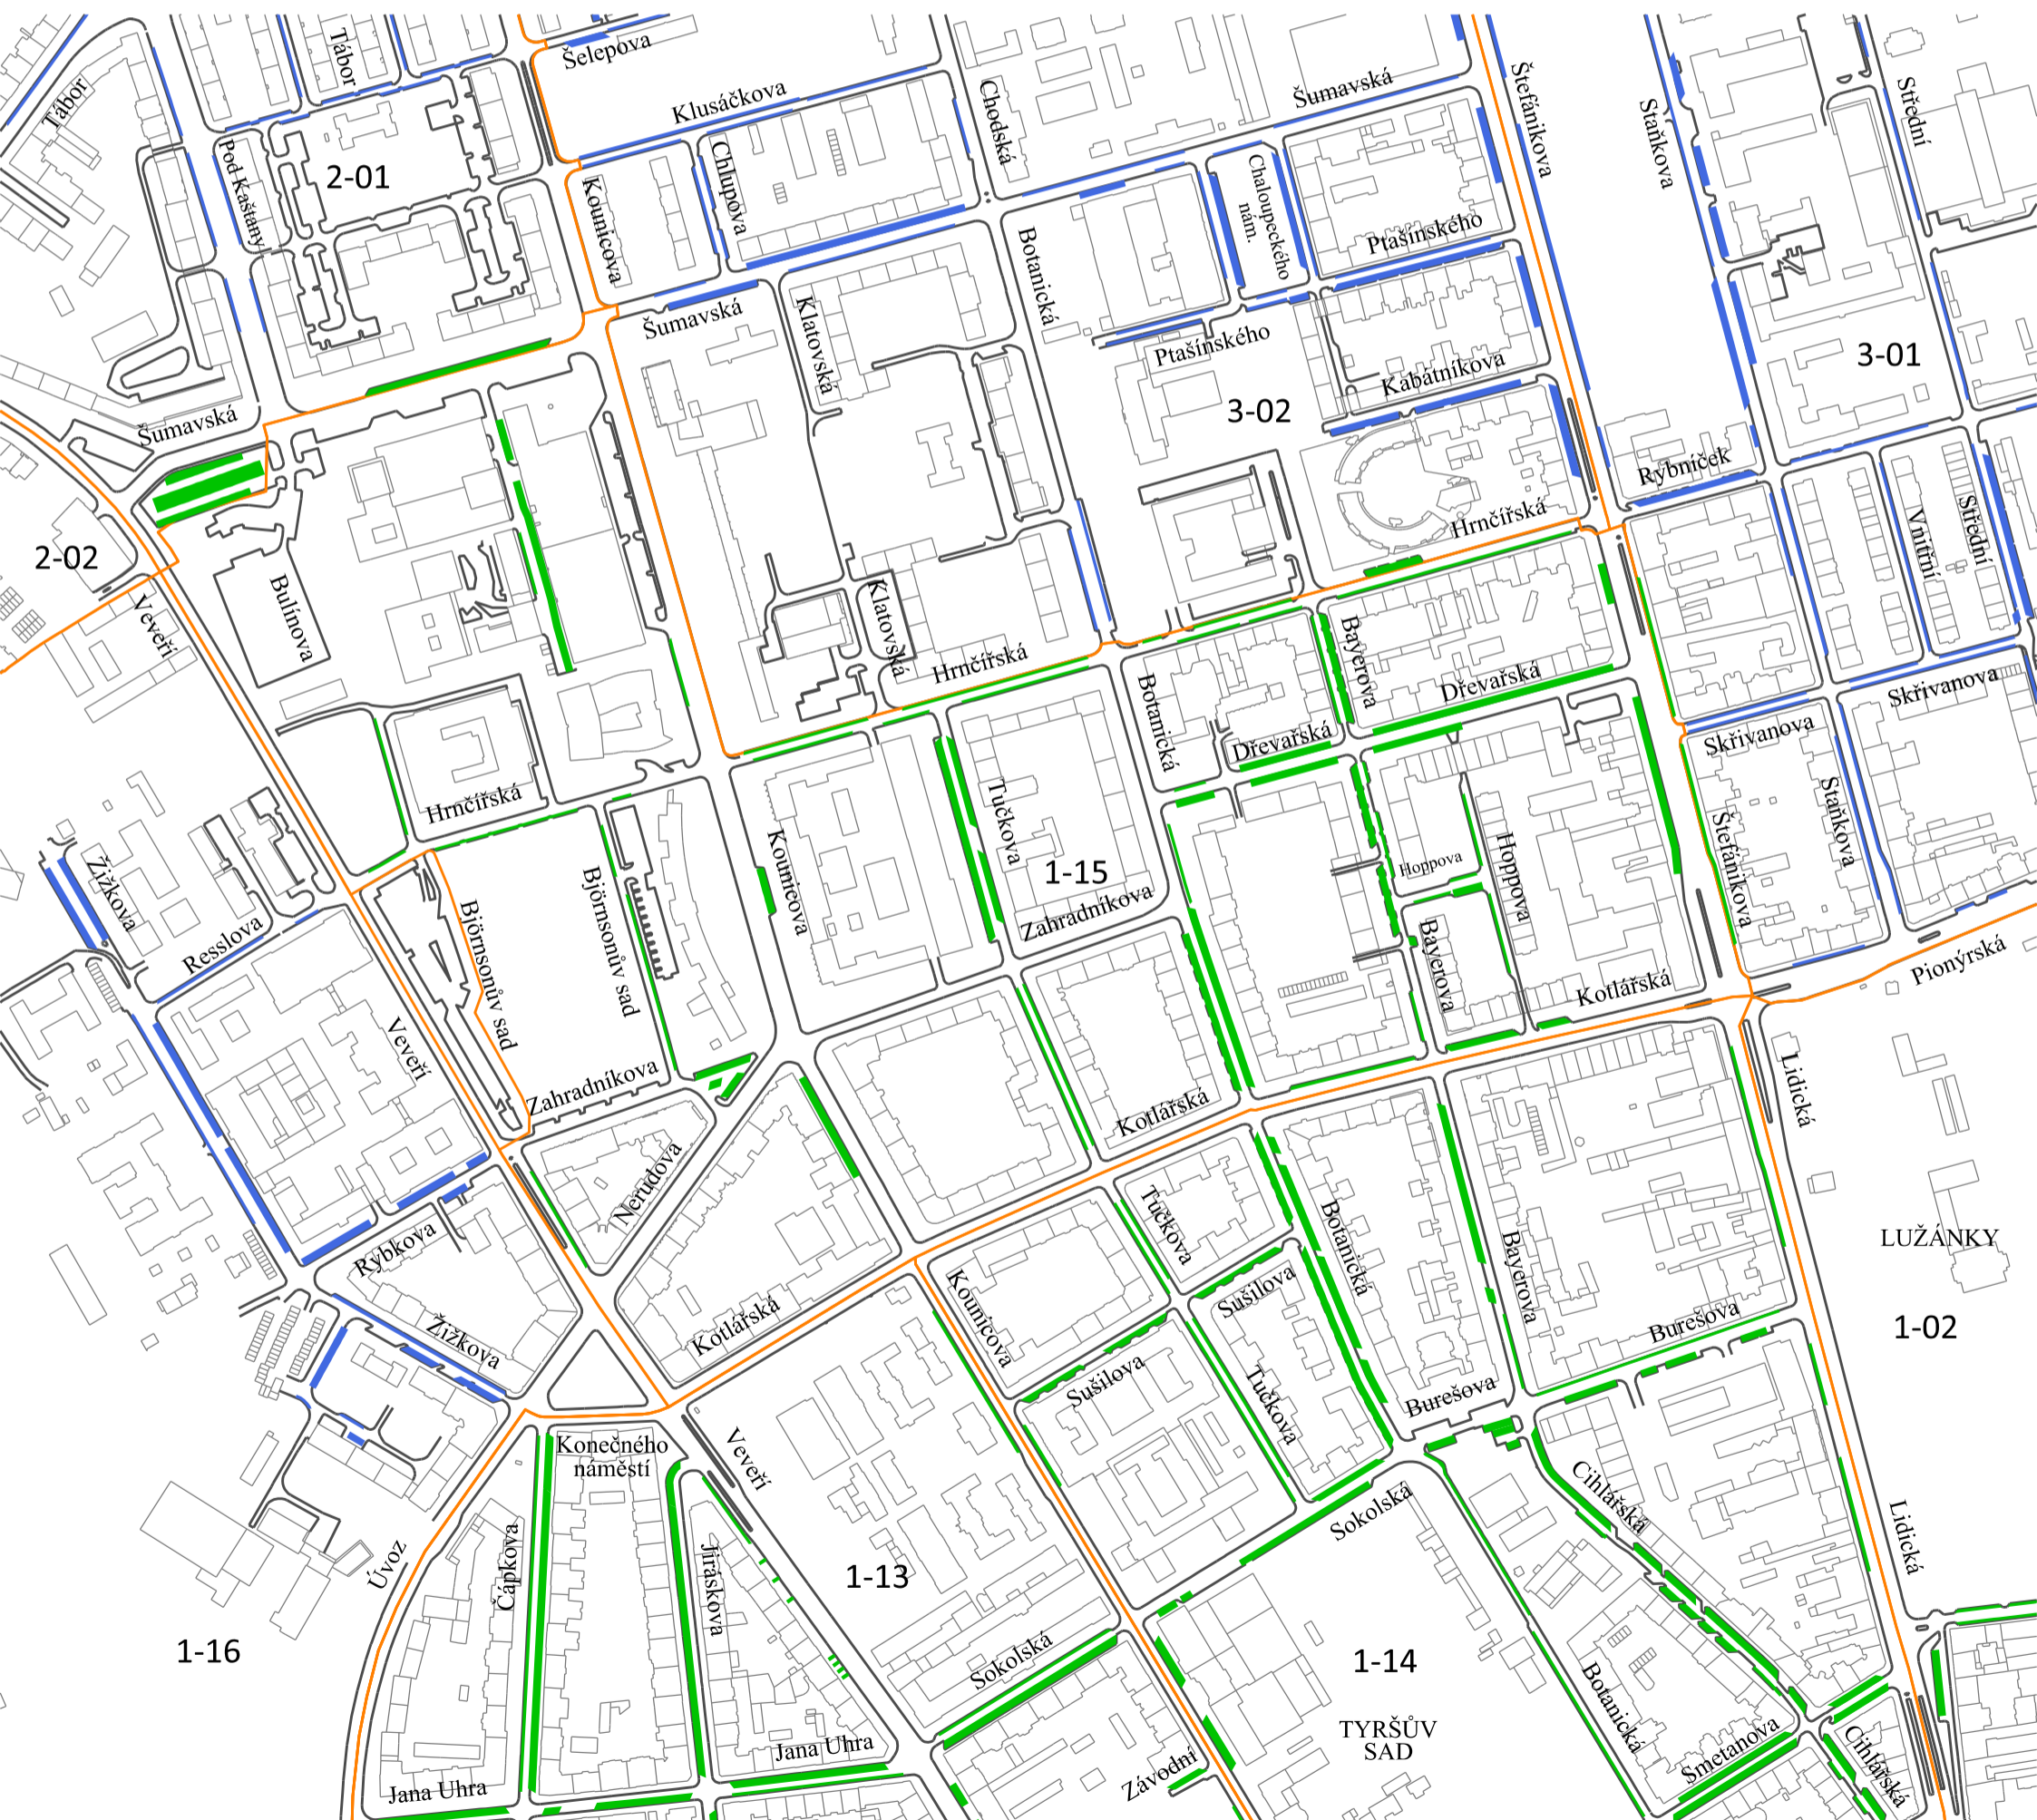 Šelepova
Tábor
Tábor
Klusáčkova
Chodská
Šumavská
Štefánikova
Staňkova
Střední
Pod Kaštany
2-01
Kounicova
Chlupova
Chaloupeckého
nám.
Ptašínského
Botanická
Šumavská
Klatovská
Ptašínského
Kabátníkova
3-01
3-02
Šumavská
Rybníček
Hrnčířská
Vnitřní
Střední
2-02
Veveří
Bulínova
Klatovská
Hrnčířská
Bayerova
Botanická
Dřevařská
Dřevařská
Skřivanova
Skřivanova
Hrnčířská
Tučkova
Kounicova
Hoppova
Hoppova
Štefánikova
Staňkova
1-15
Zahradníkova
Žižkova
Resslova
Björnsonův sad
Björnsonův sad
Bayerova
Kotlářská
Pionýrská
Veveří
Zahradníkova
Kotlářská
Lidická
Nerudova
Tučkova
Botanická
Rybkova
Bayerova
LUŽÁNKY
Sušilova
Kounicova
Žižkova
Kotlářská
Burešova
1-02
Sušilova
Tučkova
Burešova
Konečného
náměstí
Veveří
Cihlářská
Sokolská
Lidická
Úvoz
Čápkova
Jiráskova
1-13
1-16
Sokolská
1-14
Botanická
TYRŠŮV
SAD
Jana Uhra
Závodní
Smetanova
Cihlářská
Jana Uhra